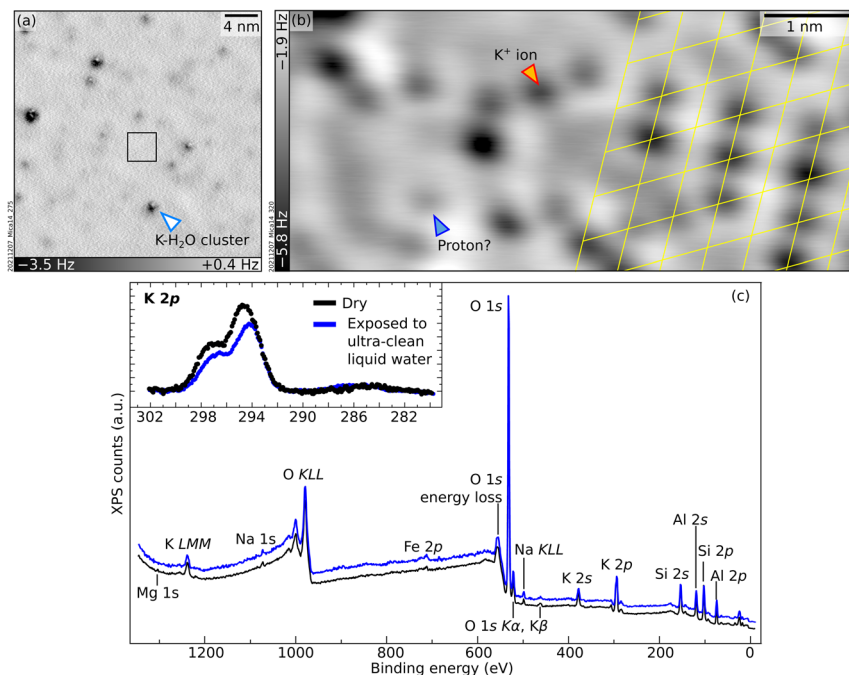 (a)
4 nm
K-H₂O cluster
−3.5 Hz
+0.4 Hz
20211207_Mica14_275
(b)
−1.9 Hz
1 nm
K⁺ ion
Proton?
−5.8 Hz
20211207_Mica14_320
(c)
K 2p
Dry
Exposed to
ultra-clean
liquid water
302 298 294 290 286 282
XPS counts (a.u.)
O 1s
O KLL
O 1s
energy loss
K LMM
Na 1s
Fe 2p
Mg 1s
Na KLL
K 2s
K 2p
Al 2s
Si 2p
Si 2s
Al 2p
O 1s Kα, Kβ
1200 1000 800 600 400 200 0
Binding energy (eV)